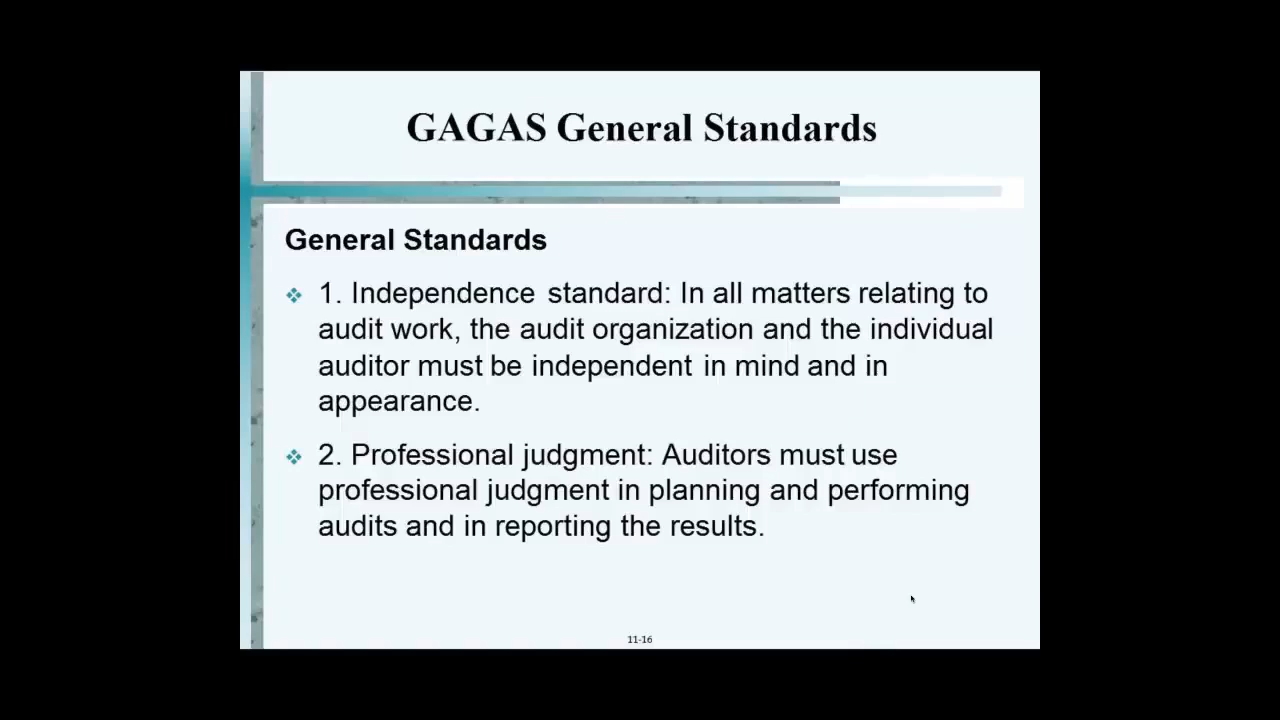 GAGAS General Standards
General Standards
1. Independence standard: In all matters relating to
audit work, the audit organization and the individual
auditor must be independent in mind and in
appearance.
2. Professional judgment: Auditors must use
professional judgment in planning and performing
audits and in reporting the results.
11-16